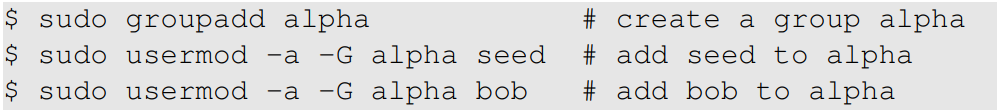 $ sudo groupadd alpha # create a group alpha
$ sudo usermod -a -G alpha seed # add seed to alpha
$ sudo usermod -a -G alpha bob # add bob to alpha